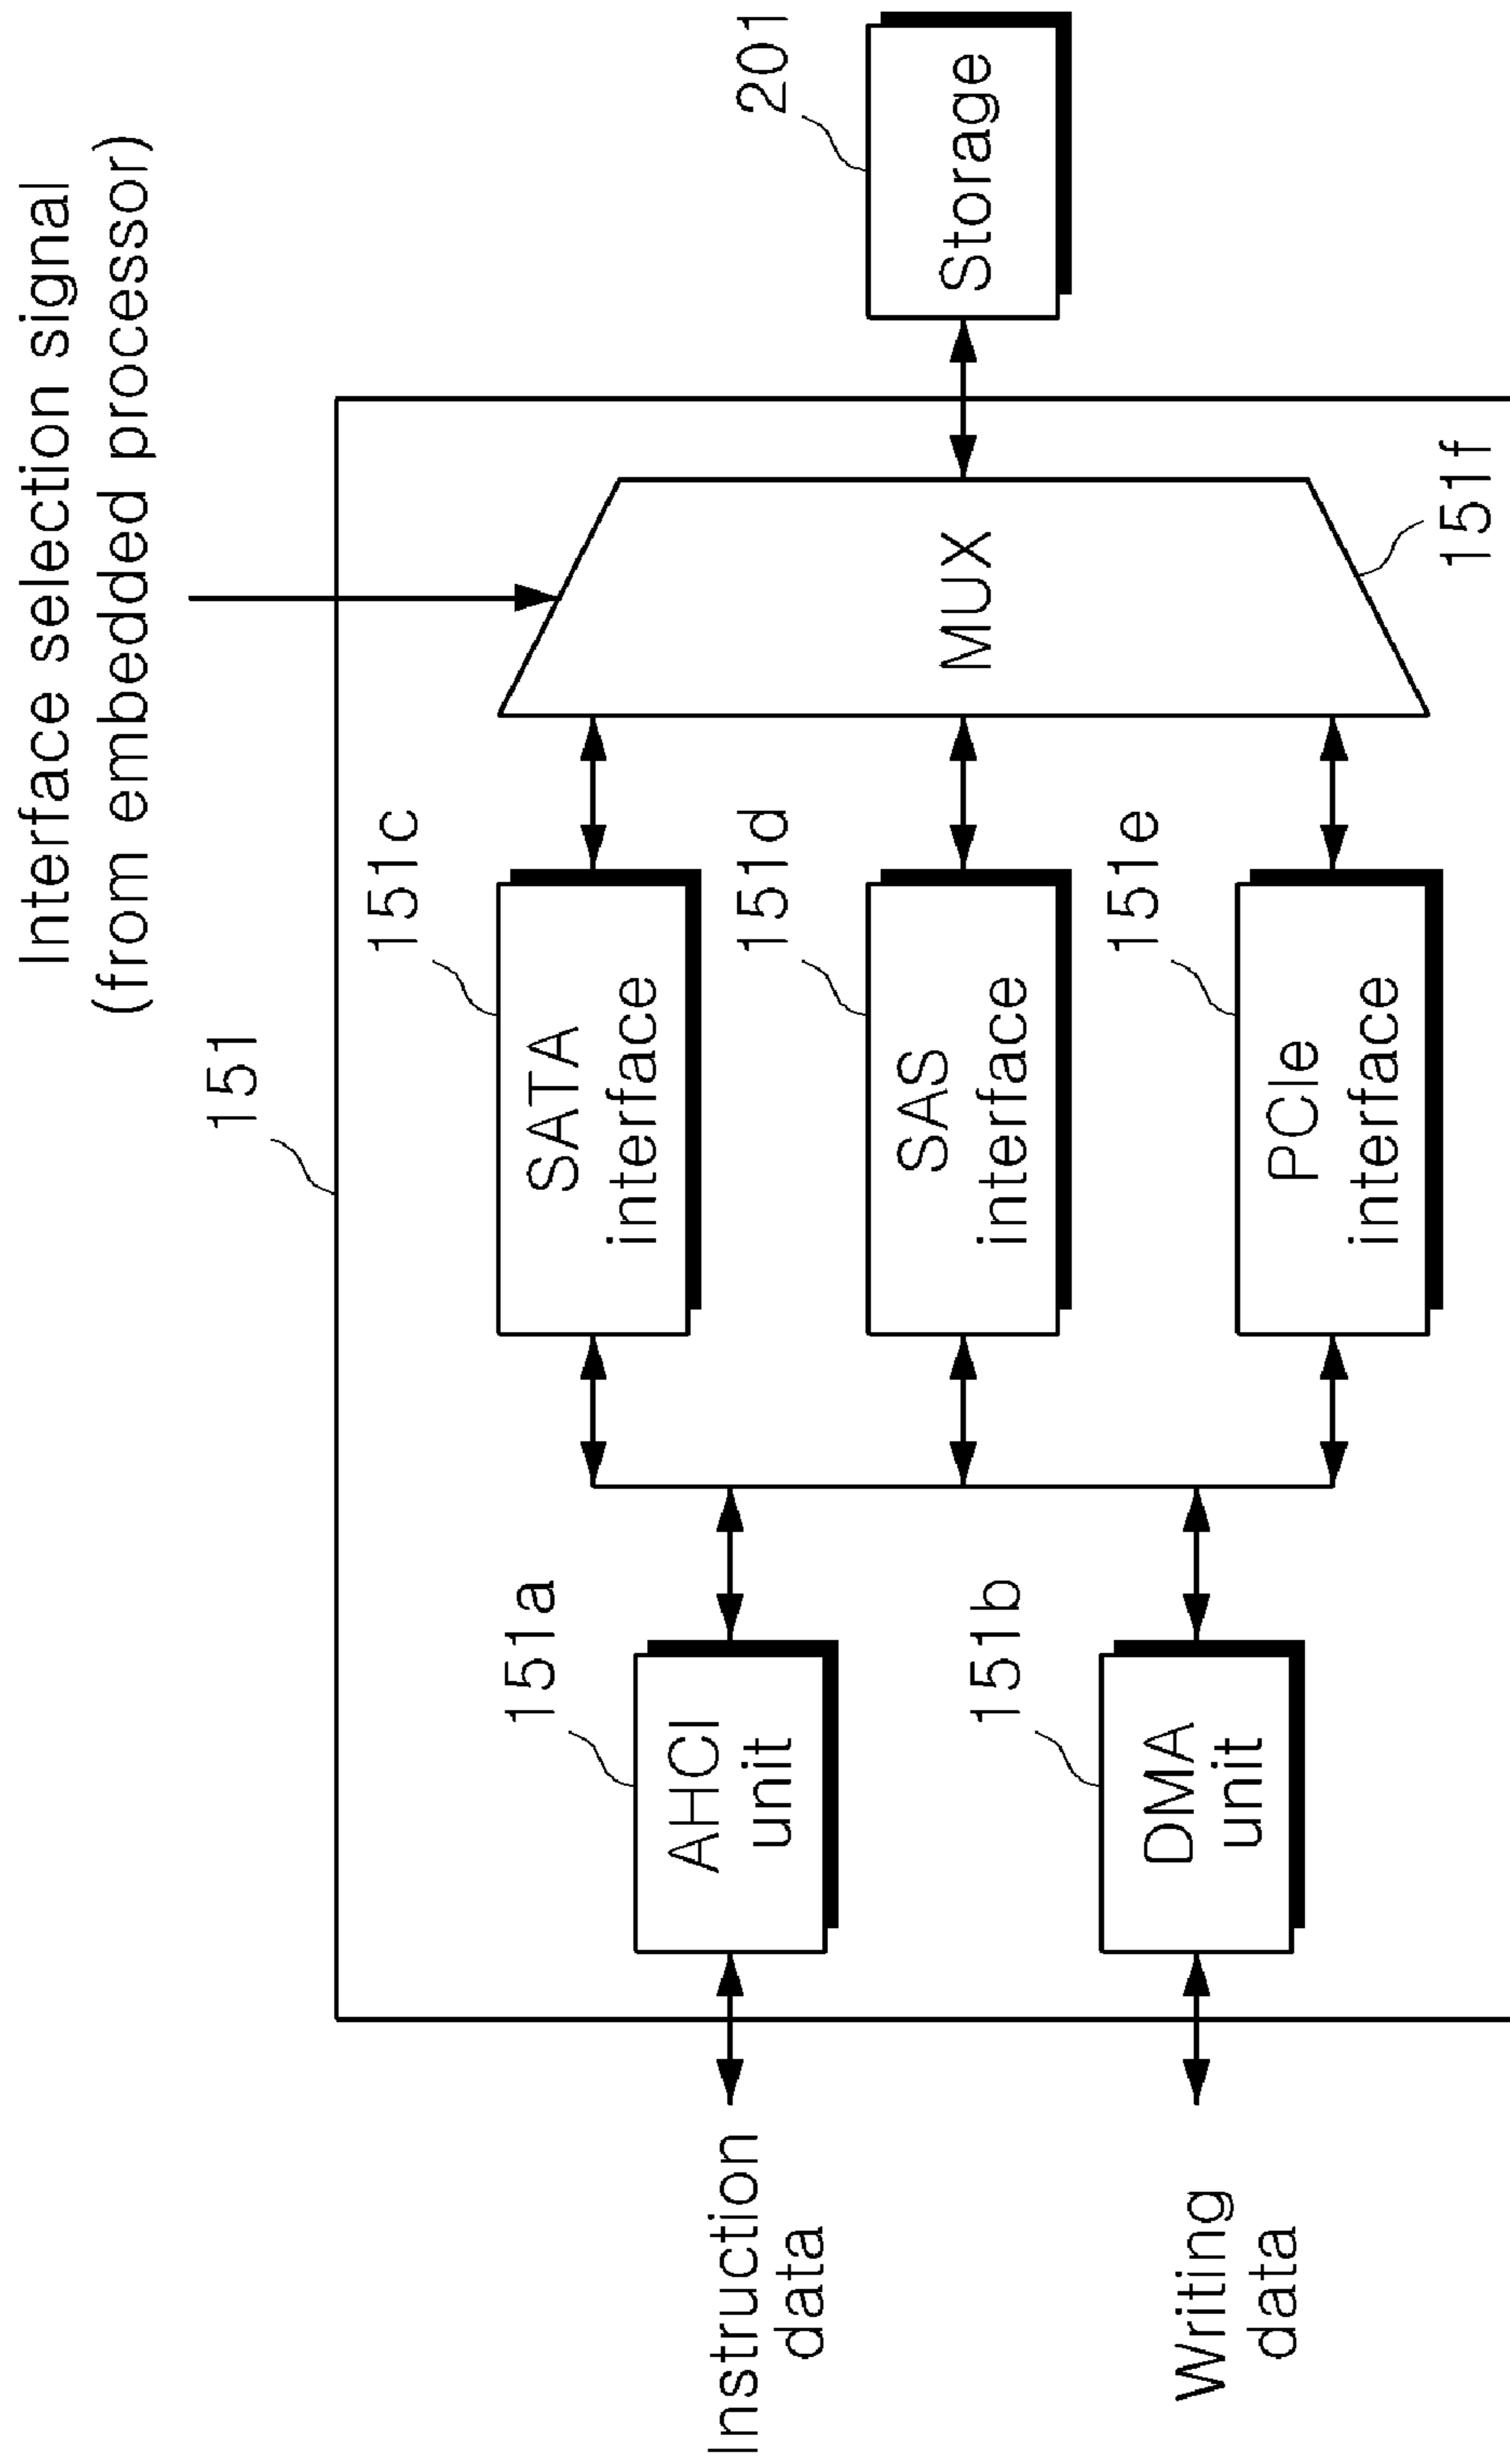 Interface selection signal
(from embedded processor)
151
151a
AHCI
unit
151b
DMA
unit
151c
SATA
interface
151d
SAS
interface
151e
PCIe
interface
MUX
151f
201
Storage
Instruction
data
Writing
data